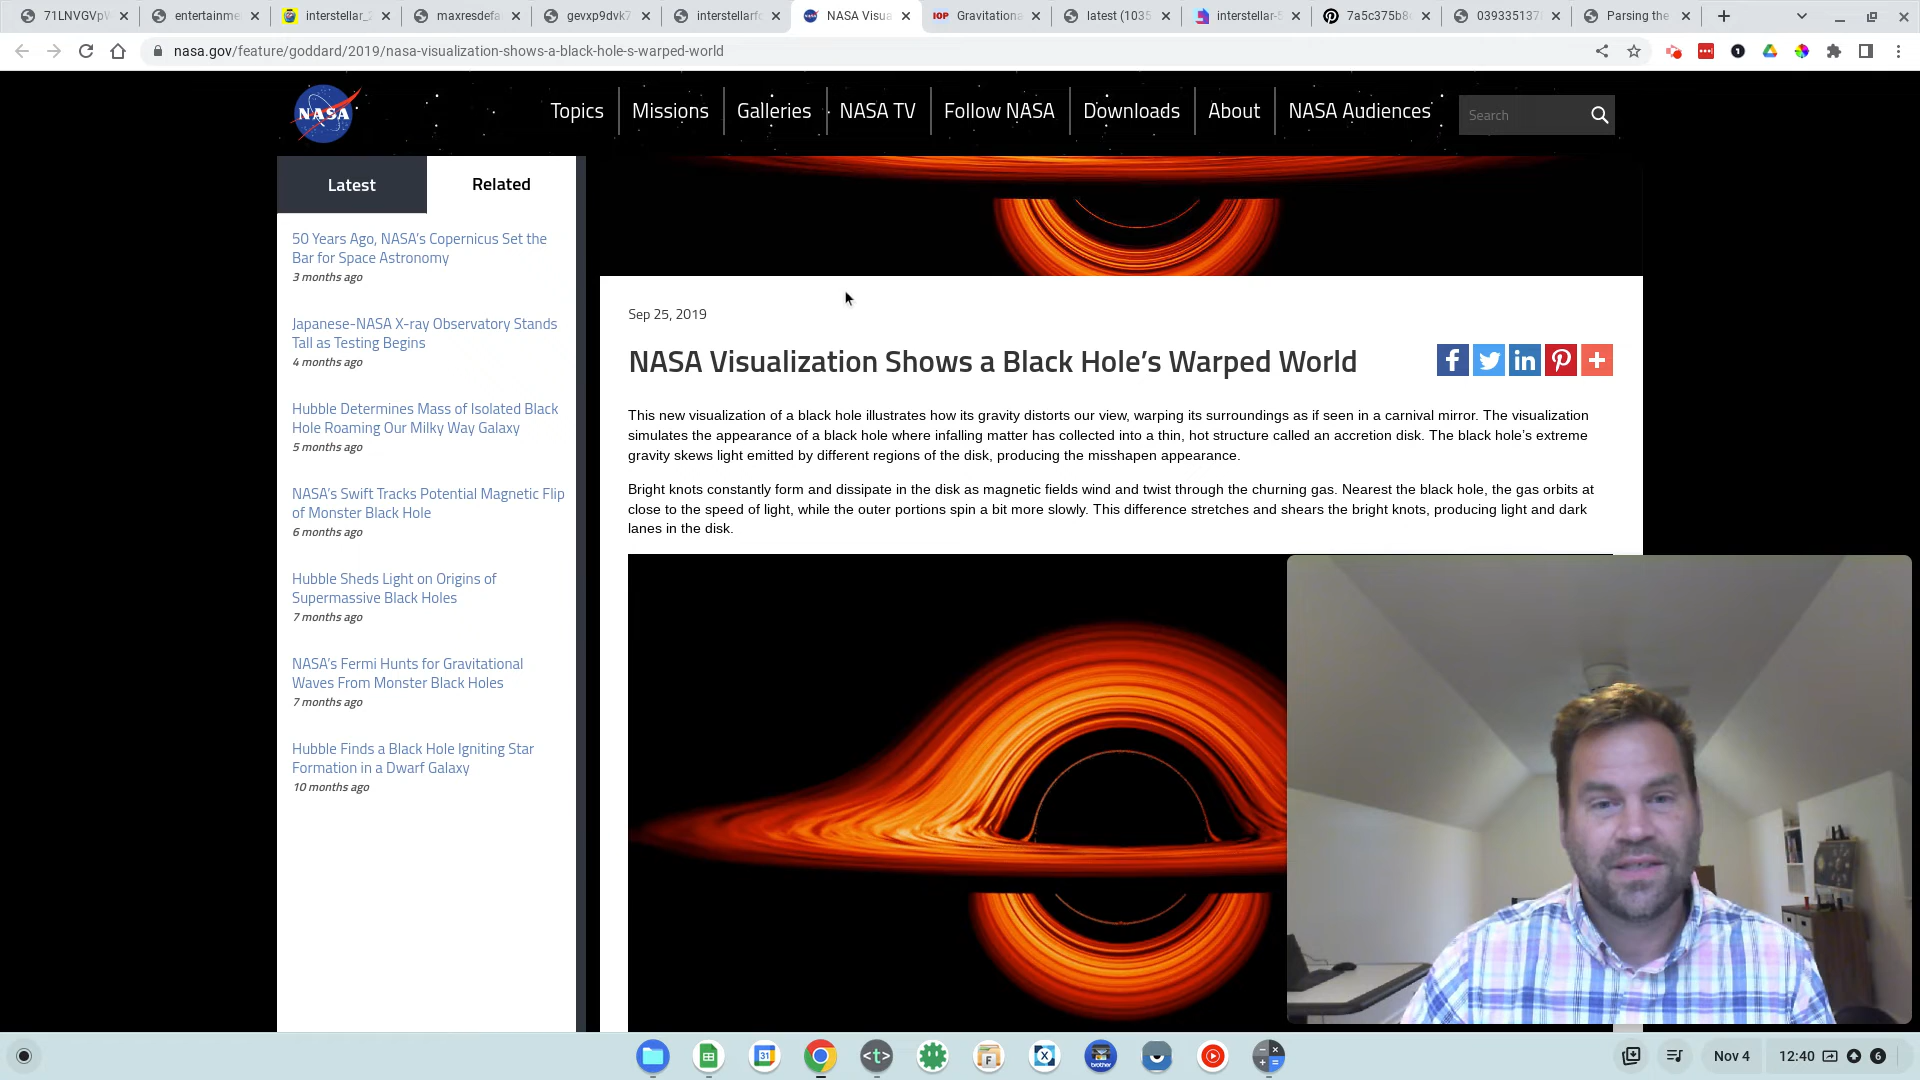 71LNVGVpW
entertainme
interstellar_2
maxresdefa
gevxp9dvk7
interstellarfo
NASA Visua
IOP
Gravitationa
latest (1035
interstellar-5
7a5c375b8
039335137
Parsing the
nasa.gov/feature/goddard/2019/nasa-visualization-shows-a-black-hole-s-warped-world
NASA
Topics
Missions
Galleries
NASA TV
Follow NASA
Downloads
About
NASA Audiences
Search
Latest
Related
50 Years Ago, NASA's Copernicus Set the
Bar for Space Astronomy
3 months ago
Japanese-NASA X-ray Observatory Stands
Tall as Testing Begins
4 months ago
Hubble Determines Mass of Isolated Black
Hole Roaming Our Milky Way Galaxy
5 months ago
NASA's Swift Tracks Potential Magnetic Flip
of Monster Black Hole
6 months ago
Hubble Sheds Light on Origins of
Supermassive Black Holes
7 months ago
NASA's Fermi Hunts for Gravitational
Waves From Monster Black Holes
7 months ago
Hubble Finds a Black Hole Igniting Star
Formation in a Dwarf Galaxy
10 months ago
Sep 25, 2019
NASA Visualization Shows a Black Hole's Warped World
This new visualization of a black hole illustrates how its gravity distorts our view, warping its surroundings as if seen in a carnival mirror. The visualization
simulates the appearance of a black hole where infalling matter has collected into a thin, hot structure called an accretion disk. The black hole's extreme
gravity skews light emitted by different regions of the disk, producing the misshapen appearance.
Bright knots constantly form and dissipate in the disk as magnetic fields wind and twist through the churning gas. Nearest the black hole, the gas orbits at
close to the speed of light, while the outer portions spin a bit more slowly. This difference stretches and shears the bright knots, producing light and dark
lanes in the disk.
31
<t>
F
X
brother
Nov 4
12:40
6